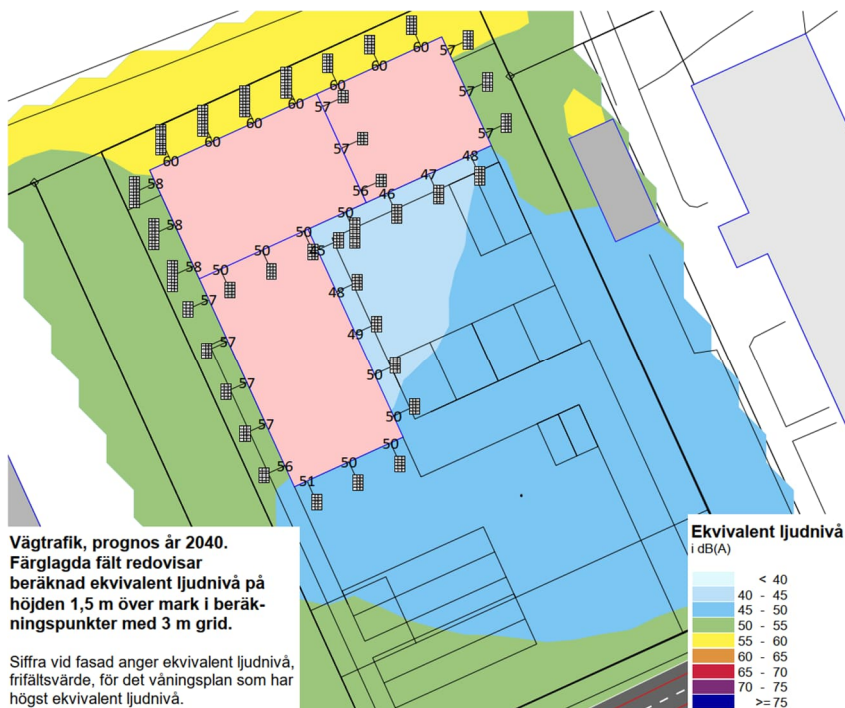 60
57
60
60
57
60
57
60
60
57
57
60
48
47
58
56
46
50
58
50
45
50
58
50
57
48
49
57
50
57
50
57
50
50
56
51
Vägtrafik, prognos år 2040.
Färglagda fält redovisar
beräknad ekvivalent ljudnivå på
höjden 1,5 m över mark i beräk-
ningspunkter med 3 m grid.
Siffra vid fasad anger ekvivalent ljudnivå,
frifältsvärde, för det våningsplan som har
högst ekvivalent ljudnivå.
Ekvivalent ljudnivå
i dB(A)
< 40
40 - 45
45 - 50
50 - 55
55 - 60
60 - 65
65 - 70
70 - 75
>= 75